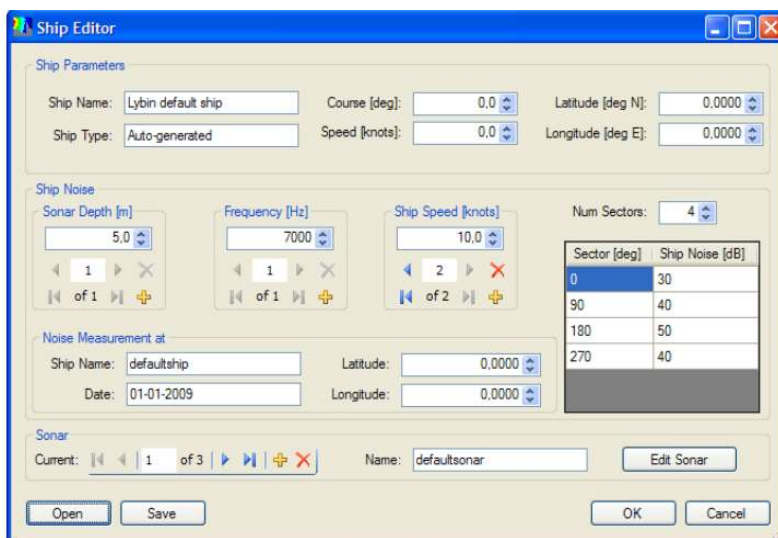 Ship Editor
Ship Parameters
Ship Name: Lybin default ship Course [deg]: 0,0 Latitude [deg N]: 0,0000
Ship Type: Auto-generated Speed [knots]: 0,0 Longitude [deg E]: 0,0000
Ship Noise
Sonar Depth [m] Frequency [Hz] Ship Speed [knots] Num Sectors: 4
5,0 7000 10,0
1 1 2
of 1 of 1 of 2
Sector [deg] Ship Noise [dB]
0 30
90 40
180 50
270 40
Noise Measurement at
Ship Name: defaultship Latitude: 0,0000
Date: 01-01-2009 Longitude: 0,0000
Sonar
Current: 1 of 3 Name: defaultsonar Edit Sonar
Open Save OK Cancel